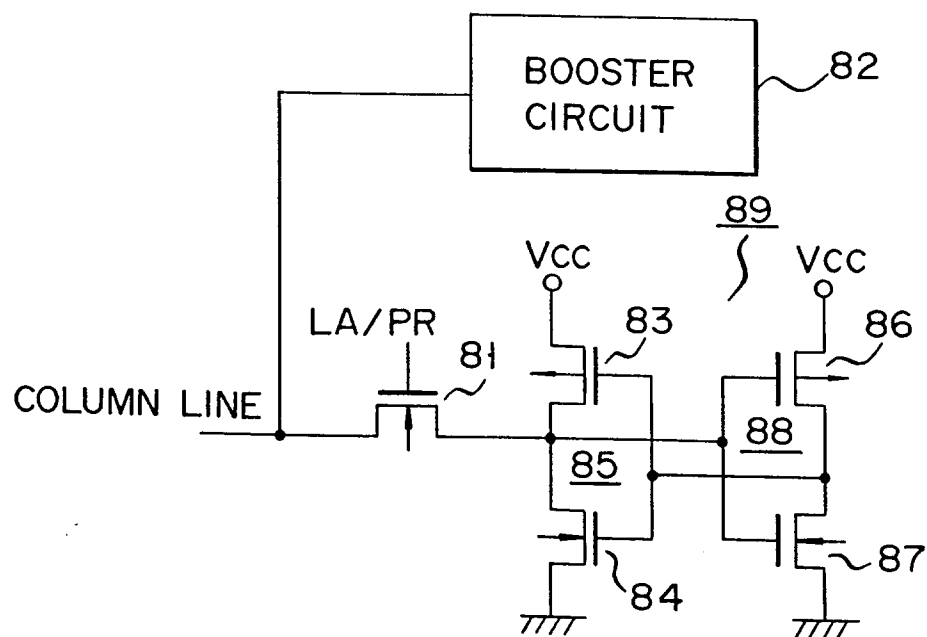 BOOSTER
CIRCUIT
82
89
VCC
VCC
LA/PR
81
83
86
COLUMN LINE
85
88
84
87